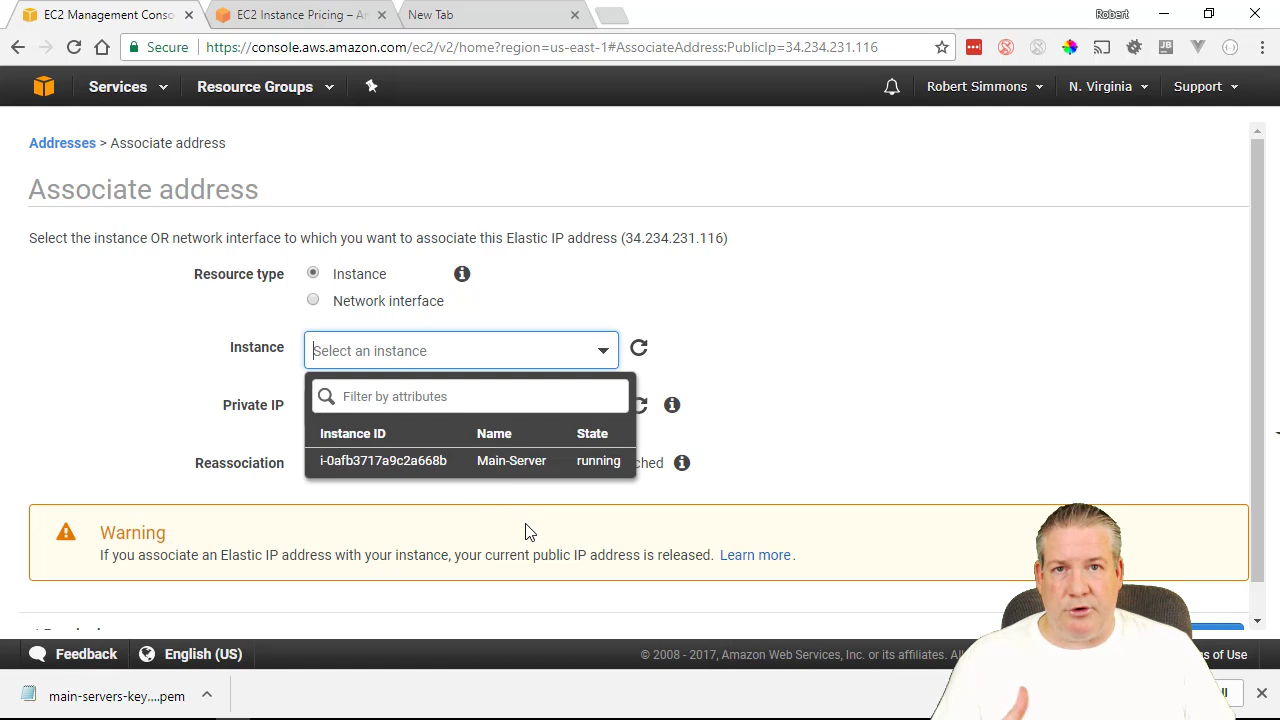 EC2 Management Conso
EC2 Instance Pricing – A
New Tab
Robert
Secure
https://console.aws.amazon.com/ec2/v2/home?region=us-east-1#AssociateAddress:PublicIp=34.234.231.116
JB
Services
Resource Groups
Robert Simmons
N. Virginia
Support
Addresses > Associate address
Associate address
Select the instance OR network interface to which you want to associate this Elastic IP address (34.234.231.116)
Resource type
Instance
Network interface
Instance
Select an instance
Filter by attributes
Private IP
Instance ID Name State
i-0afb3717a9c2a668b Main-Server running
Reassociation
ched
Warning
If you associate an Elastic IP address with your instance, your current public IP address is released. Learn more.
Feedback
English (US)
© 2008 - 2017, Amazon Web Services, Inc. or its affiliates. All
s of Use
main-servers-key....pem